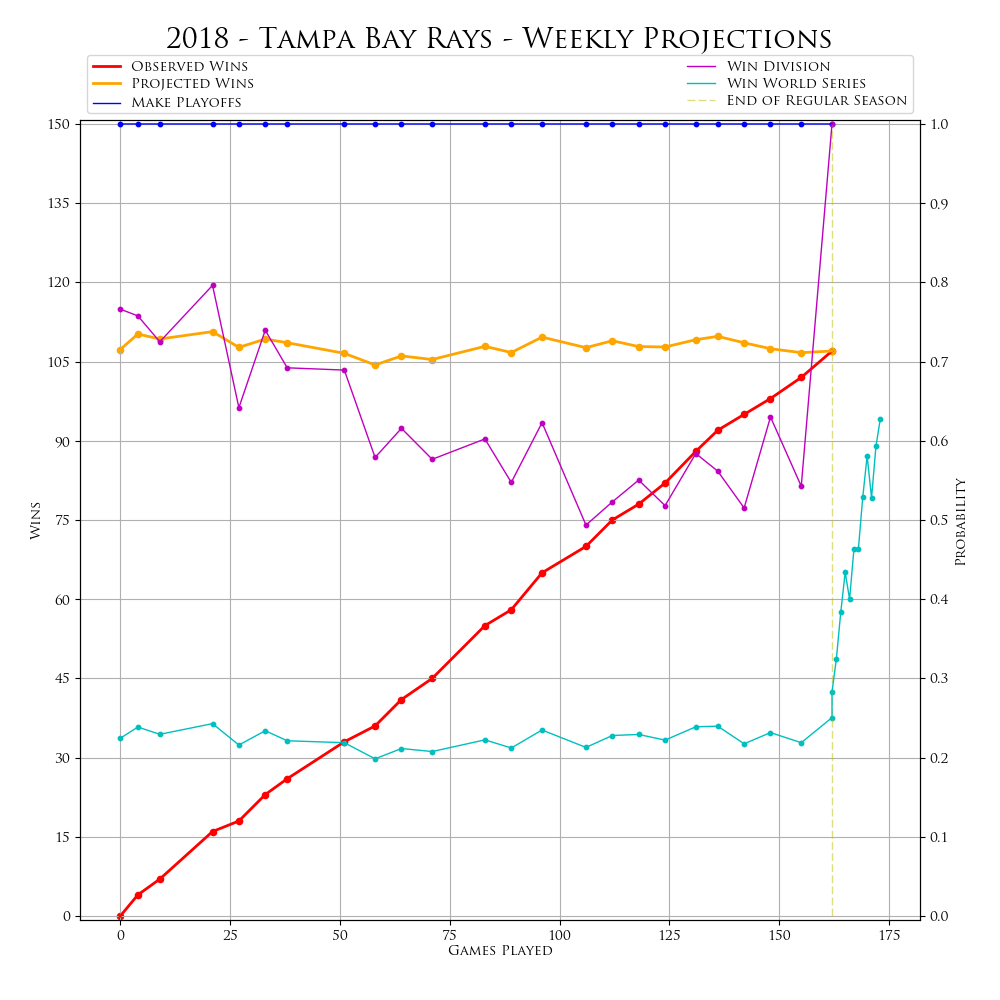 2018 - Tampa Bay Rays - Weekly Projections
Observed Wins
Projected Wins
Make Playoffs
Win Division
Win World Series
End of Regular Season
150
135
120
105
90
75
60
45
30
15
0
Wins
1.0
0.9
0.8
0.7
0.6
0.5
0.4
0.3
0.2
0.1
0.0
Probability
0 25 50 75 100 125 150 175
Games Played